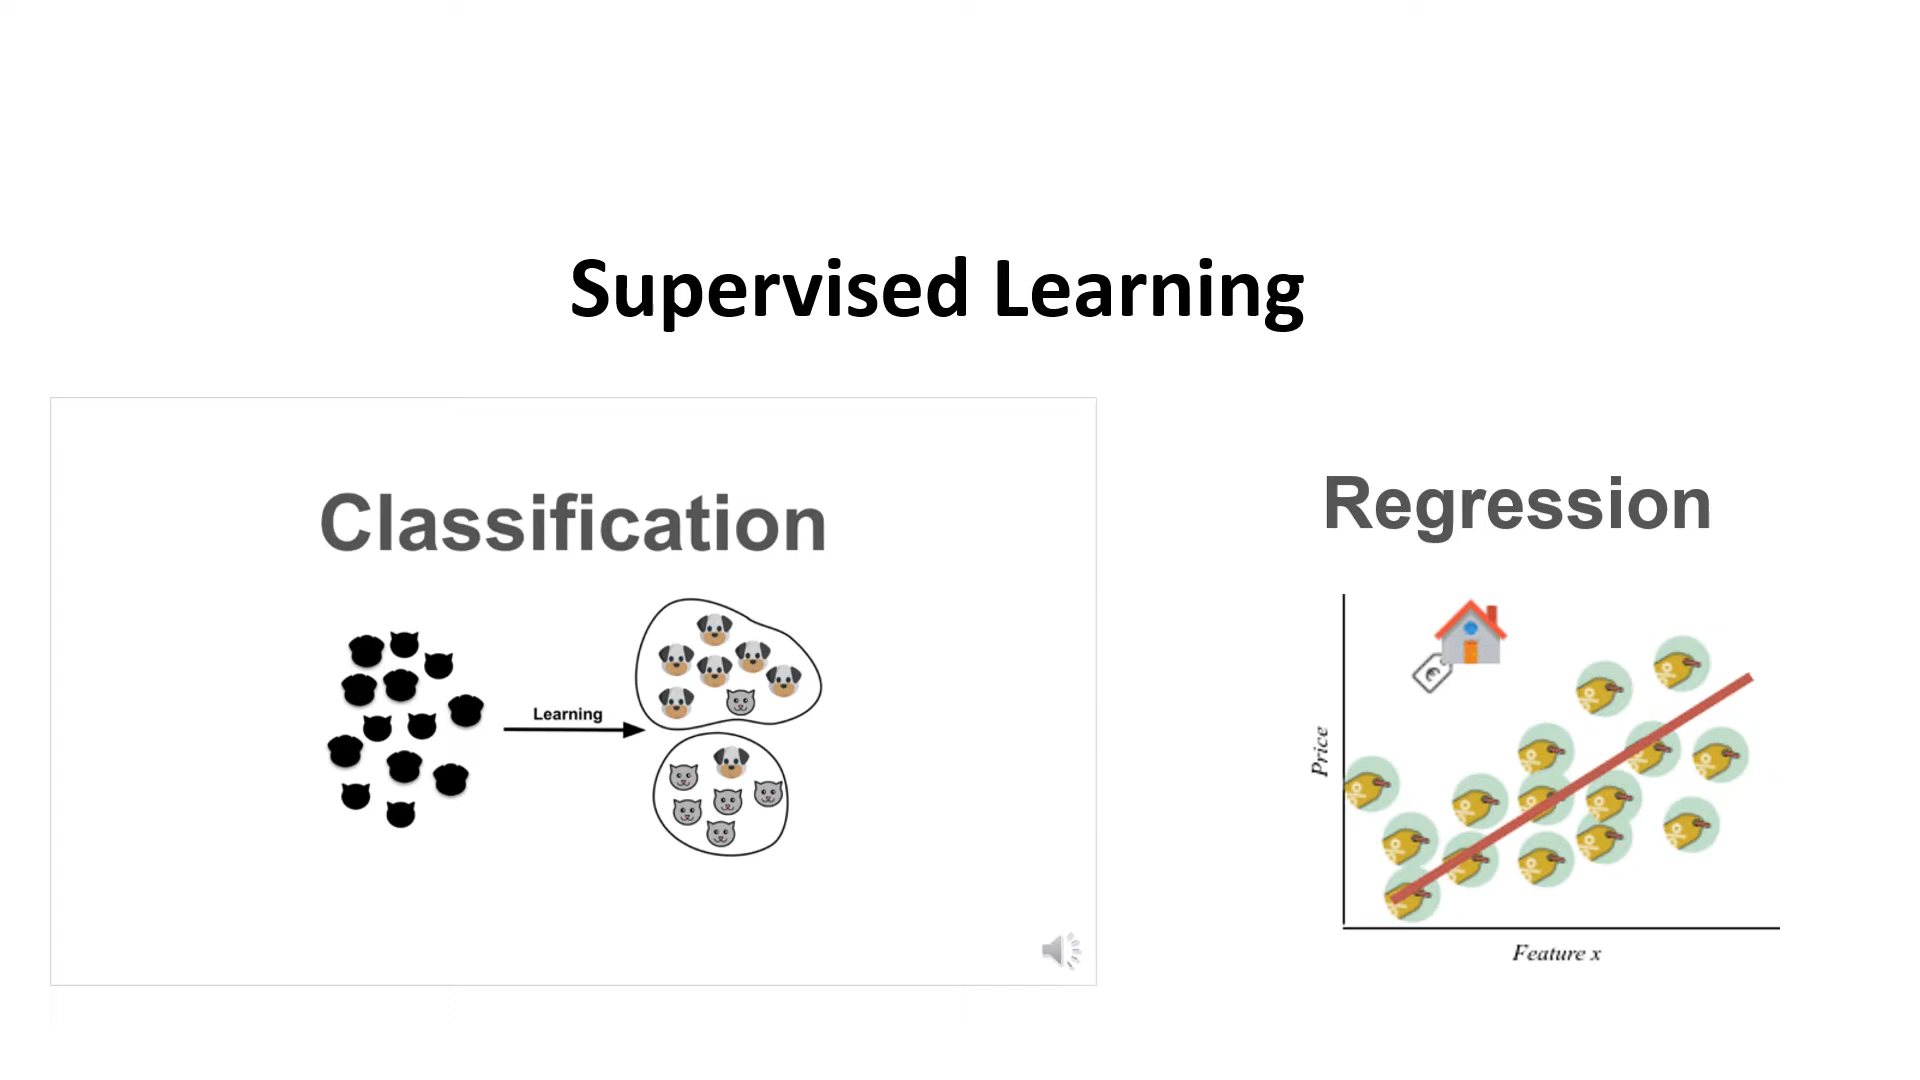 Supervised Learning
Classification
Learning
Regression
€
Price
Feature x